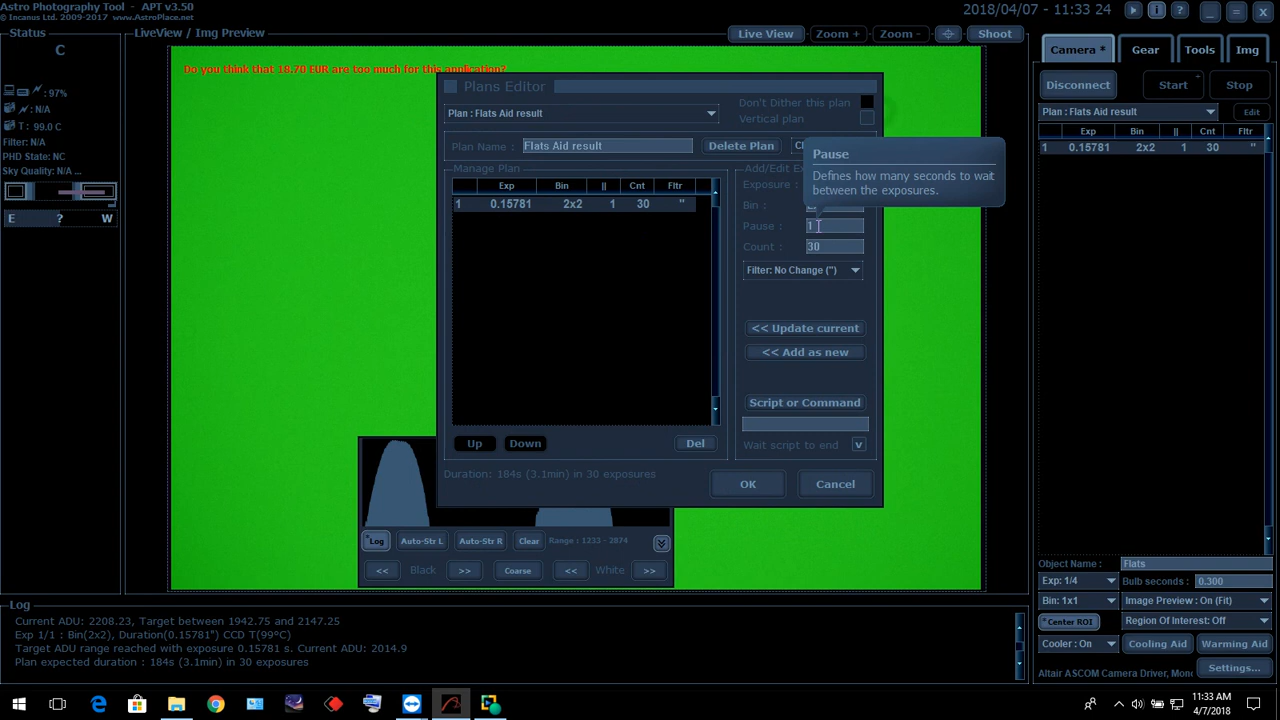 Astro Photography Tool - APT v3.50
© Incanus Ltd. 2009-2017 www.AstroPlace.net
2018/04/07 - 11:33 24
i ? _ = X
Status
C
: 97%
: N/A
T : 99.0 C
Filter: N/A
PHD State: NC
Sky Quality: N/A ...
E ? W
LiveView / Img Preview
Live View Zoom + Zoom - Shoot
Do you think that 18.70 EUR are too much for this application?
Plans Editor
Plan : Flats Aid result
Don't Dither this plan
Vertical plan
Plan Name : Flats Aid result Delete Plan
Manage Plan
Exp Bin || Cnt Fltr
1 0.15781 2x2 1 30 "
Up Down Del
Duration: 184s (3.1min) in 30 exposures
Add/Edit Ex
Exposure :
Bin :
Pause : 1
Count : 30
Filter: No Change (")
<< Update current
<< Add as new
Script or Command
Wait script to end v
OK Cancel
Pause
Defines how many seconds to wait
between the exposures.
*Log Auto-Str L Auto-Str R Clear Range : 1233 - 2874
<< Black >> Coarse << White >>
Camera * Gear Tools Img
Disconnect Start + Stop
Plan : Flats Aid result Edit
Exp Bin || Cnt Fltr
1 0.15781 2x2 1 30 "
Object Name : Flats
Exp: 1/4 Bulb seconds : 0.300
Bin: 1x1 Image Preview : On (Fit)
*Center ROI Region Of Interest: Off
Cooler : On Cooling Aid Warming Aid
Altair ASCOM Camera Driver, Mono Settings...
Log
Current ADU: 2208.23, Target between 1942.75 and 2147.25
Exp 1/1 : Bin(2x2), Duration(0.15781") CCD T(99ºC)
Target ADU range reached with exposure 0.15781 s. Current ADU: 2014.9
Plan expected duration : 184s (3.1min) in 30 exposures
11:33 AM
4/7/2018